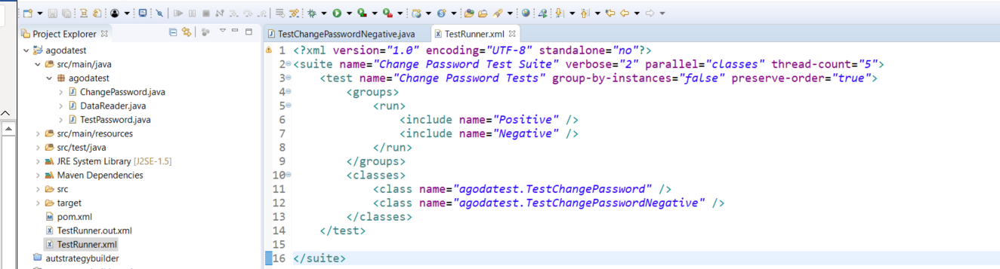 Project Explorer
agodatest
src/main/java
agodatest
ChangePassword.java
DataReader.java
TestPassword.java
src/main/resources
src/test/java
JRE System Library [J2SE-1.5]
Maven Dependencies
src
target
pom.xml
TestRunner.out.xml
TestRunner.xml
autstrategybuilder
TestChangePasswordNegative.java
TestRunner.xml
1 <?xml version="1.0" encoding="UTF-8" standalone="no"?>
2 <suite name="Change Password Test Suite" verbose="2" parallel="classes" thread-count="5">
3 <test name="Change Password Tests" group-by-instances="false" preserve-order="true">
4 <groups>
5 <run>
6 <include name="Positive" />
7 <include name="Negative" />
8 </run>
9 </groups>
10 <classes>
11 <class name="agodatest.TestChangePassword" />
12 <class name="agodatest.TestChangePasswordNegative" />
13 </classes>
14 </test>
15
16 </suite>